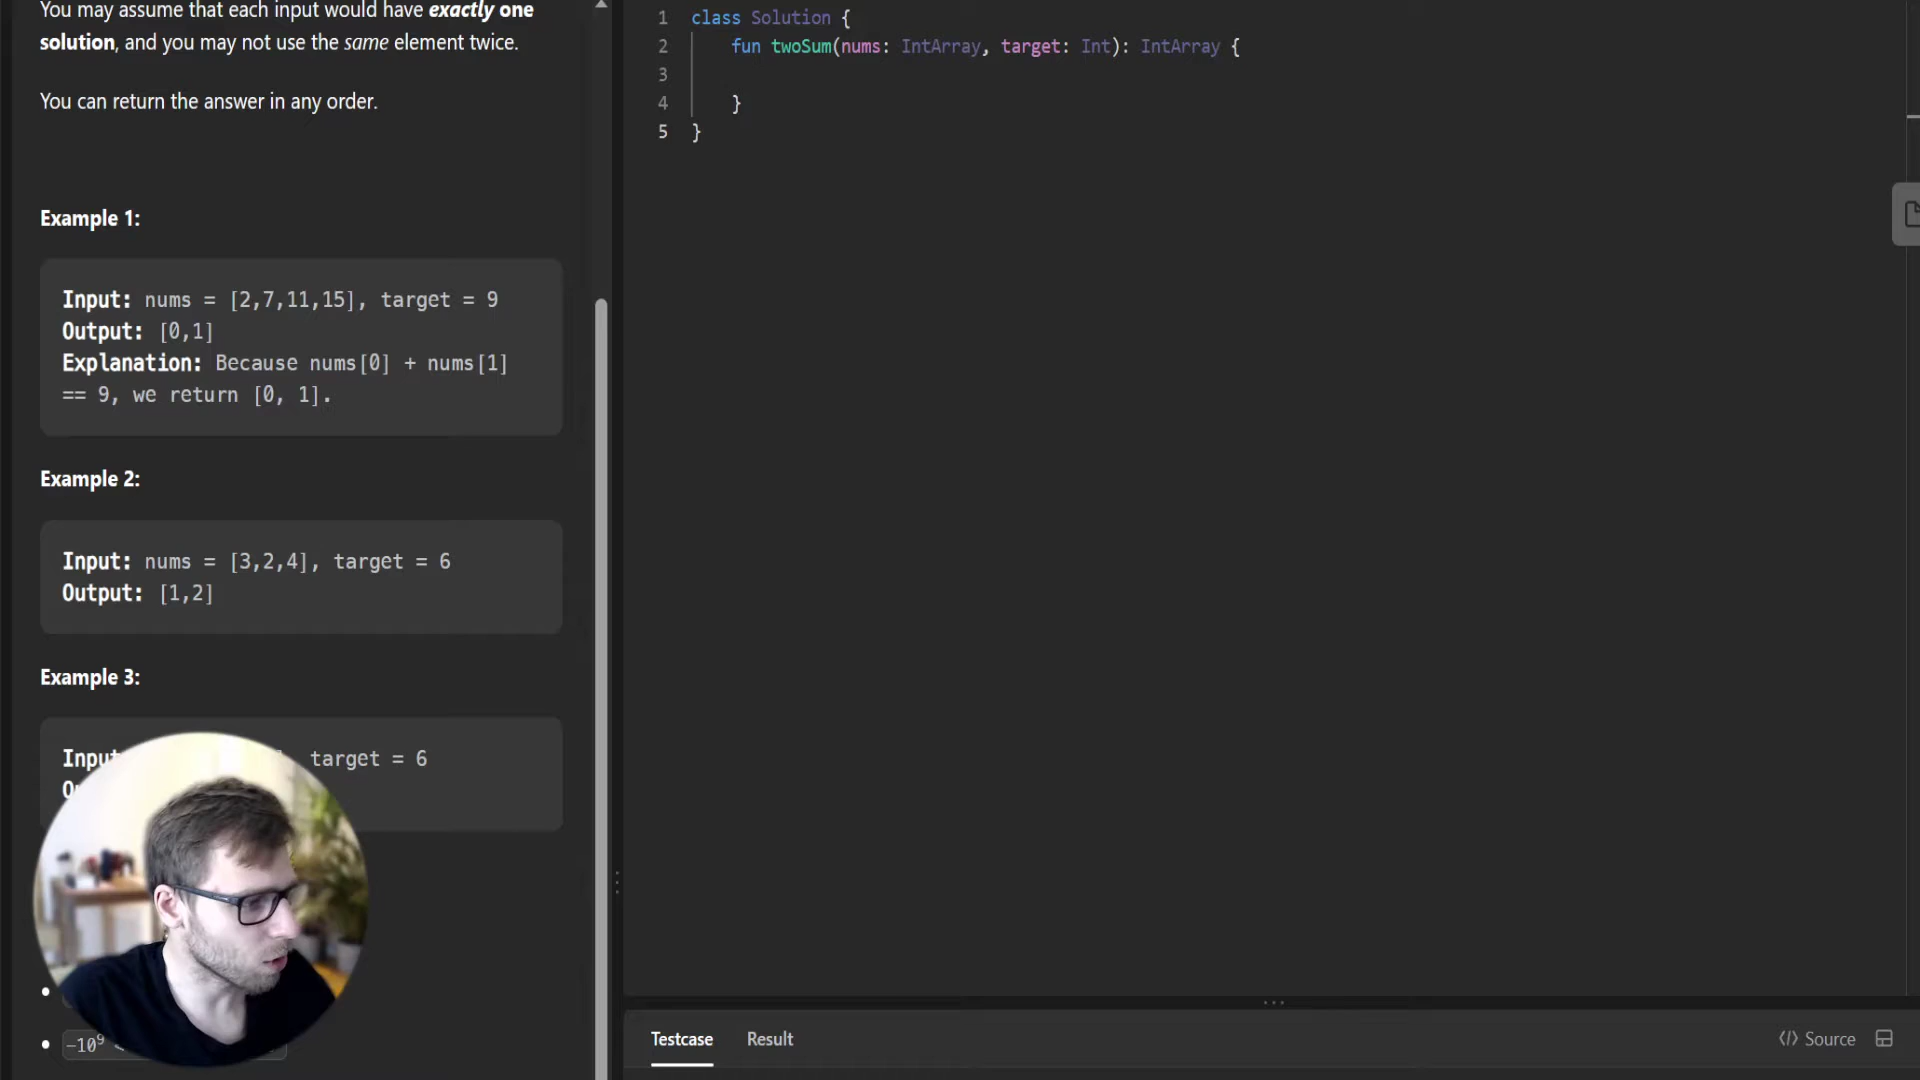 You may assume that each input would have exactly one
solution, and you may not use the same element twice.
You can return the answer in any order.
Example 1:
Input: nums = [2,7,11,15], target = 9
Output: [0,1]
Explanation: Because nums[0] + nums[1]
== 9, we return [0, 1].
Example 2:
Input: nums = [3,2,4], target = 6
Output: [1,2]
Example 3:
target = 6
-10⁹
1 class Solution {
2 fun twoSum(nums: IntArray, target: Int): IntArray {
3
4 }
5 }
Testcase
Result
</> Source